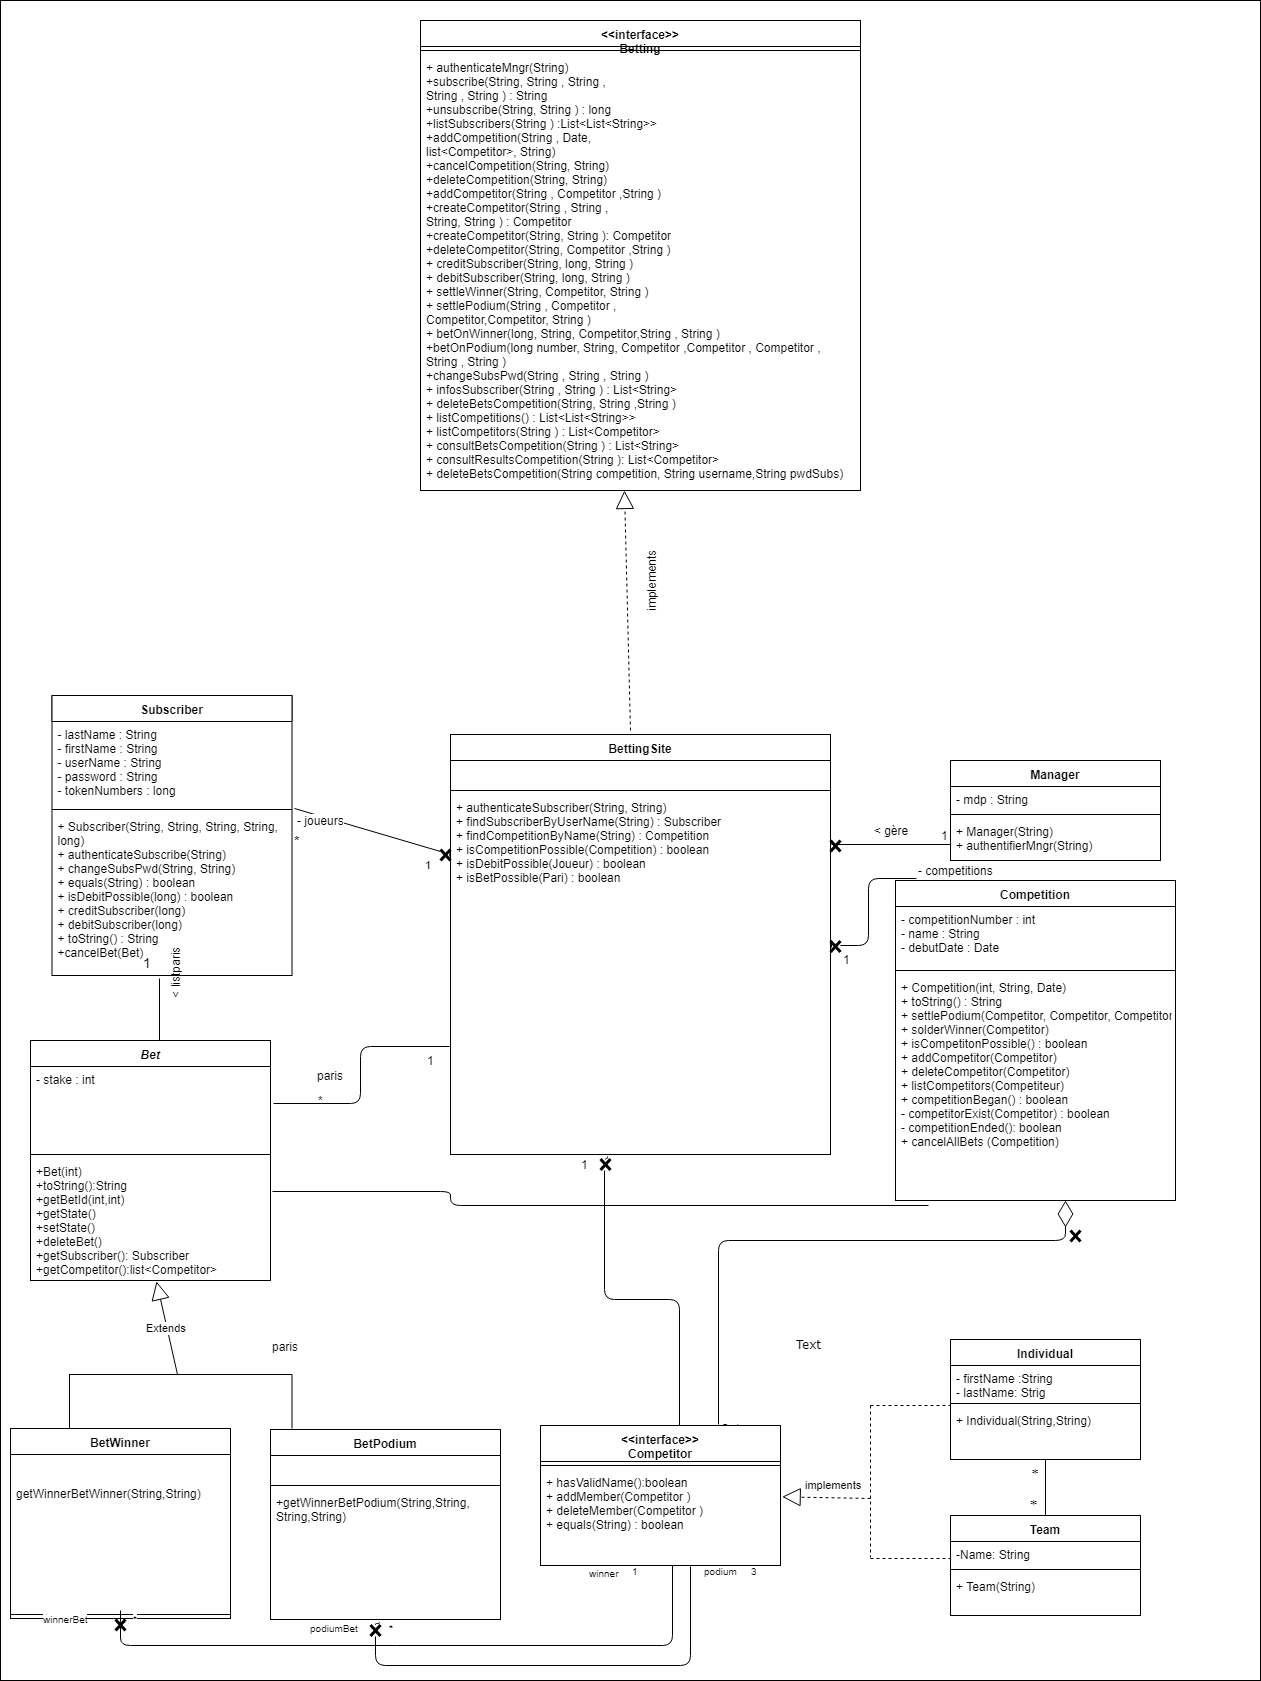 <<interface>>
Betting
+ authenticateMngr(String)
+subscribe(String, String , String ,
String , String ) : String
+unsubscribe(String, String ) : long
+listSubscribers(String ) :List<List<String>>
+addCompetition(String , Date,
list<Competitor>, String)
+cancelCompetition(String, String)
+deleteCompetition(String, String)
+addCompetitor(String , Competitor ,String )
+createCompetitor(String , String ,
String, String ) : Competitor
+createCompetitor(String, String ): Competitor
+deleteCompetitor(String, Competitor ,String )
+ creditSubscriber(String, long, String )
+ debitSubscriber(String, long, String )
+ settleWinner(String, Competitor, String )
+ settlePodium(String , Competitor ,
Competitor,Competitor, String )
+ betOnWinner(long, String, Competitor,String , String )
+betOnPodium(long number, String, Competitor ,Competitor , Competitor ,
String , String )
+changeSubsPwd(String , String , String )
+ infosSubscriber(String , String ) : List<String>
+ deleteBetsCompetition(String, String ,String )
+ listCompetitions() : List<List<String>>
+ listCompetitors(String ) : List<Competitor>
+ consultBetsCompetition(String ) : List<String>
+ consultResultsCompetition(String ): List<Competitor>
+ deleteBetsCompetition(String competition, String username,String pwdSubs)
implements
Subscriber
- lastName : String
- firstName : String
- userName : String
- password : String
- tokenNumbers : long
+ Subscriber(String, String, String, String,
long)
+ authenticateSubscribe(String)
+ changeSubsPwd(String, String)
+ equals(String) : boolean
+ isDebitPossible(long) : boolean
+ creditSubscriber(long)
+ debitSubscriber(long)
+ toString() : String
+cancelBet(Bet)
1
< listparis
- joueurs
*
1
BettingSite
+ authenticateSubscriber(String, String)
+ findSubscriberByUserName(String) : Subscriber
+ findCompetitionByName(String) : Competition
+ isCompetitionPossible(Competition) : boolean
+ isDebitPossible(Joueur) : boolean
+ isBetPossible(Pari) : boolean
< gère
1
Manager
- mdp : String
+ Manager(String)
+ authentifierMngr(String)
- competitions
1
Competition
- competitionNumber : int
- name : String
- debutDate : Date
+ Competition(int, String, Date)
+ toString() : String
+ settlePodium(Competitor, Competitor, Competitor
+ solderWinner(Competitor)
+ isCompetitonPossible() : boolean
+ addCompetitor(Competitor)
+ deleteCompetitor(Competitor)
+ listCompetitors(Competiteur)
+ competitionBegan() : boolean
- competitorExist(Competitor) : boolean
- competitionEnded(): boolean
+ cancelAllBets (Competition)
Bet
- stake : int
+Bet(int)
+toString():String
+getBetId(int,int)
+getState()
+setState()
+deleteBet()
+getSubscriber(): Subscriber
+getCompetitor():list<Competitor>
paris
*
1
1
Extends
paris
Text
BetWinner
getWinnerBetWinner(String,String)
winnerBet
*
BetPodium
+getWinnerBetPodium(String,String,
String,String)
podiumBet
*
<<interface>>
Competitor
+ hasValidName():boolean
+ addMember(Competitor )
+ deleteMember(Competitor )
+ equals(String) : boolean
winner 1
podium 3
implements
Individual
- firstName :String
- lastName: Strig
+ Individual(String,String)
*
*
Team
-Name: String
+ Team(String)